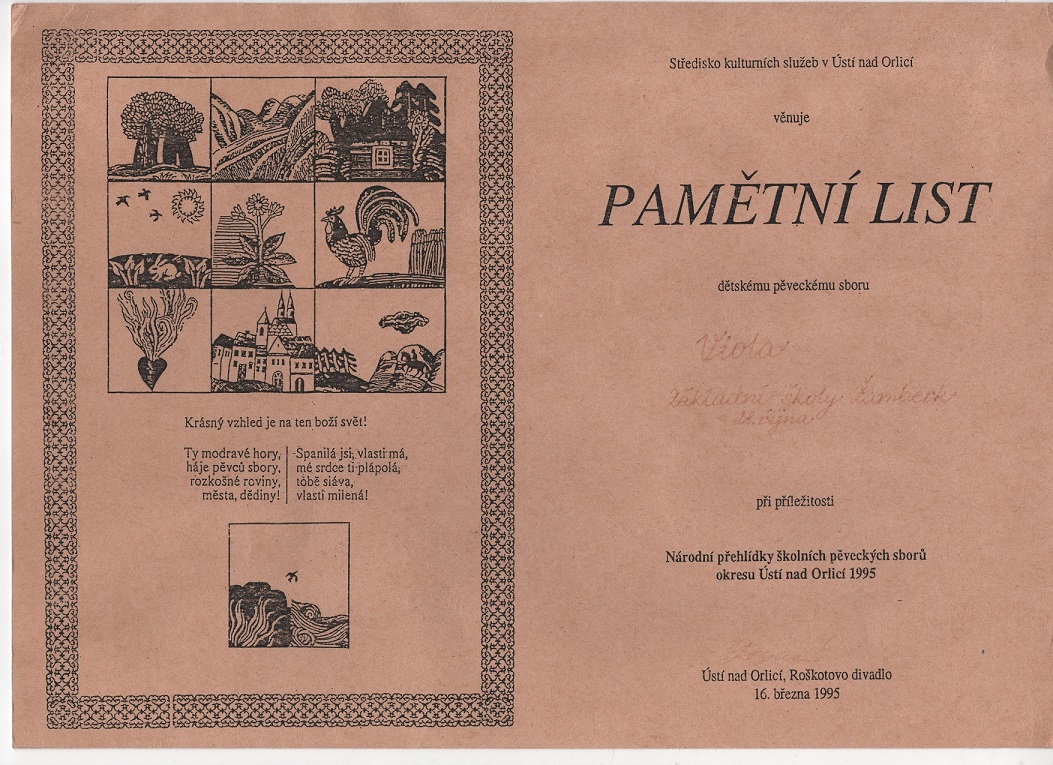 Krásný vzhled je na ten boží svět!
Ty modravé hory,
háje pěvců sbory,
rozkošné roviny,
města, dědiny!
Spanilá jsi, vlasti má,
mé srdce ti plápolá,
tobě sláva,
vlasti milená!
Středisko kulturních služeb v Ústí nad Orlicí
věnuje
PAMĚTNÍ LIST
dětskému pěveckému sboru
Viola
základní školy Žamberk
28. října
při příležitosti
Národní přehlídky školních pěveckých sborů
okresu Ústí nad Orlicí 1995
Ústí nad Orlicí, Roškotovo divadlo
16. března 1995